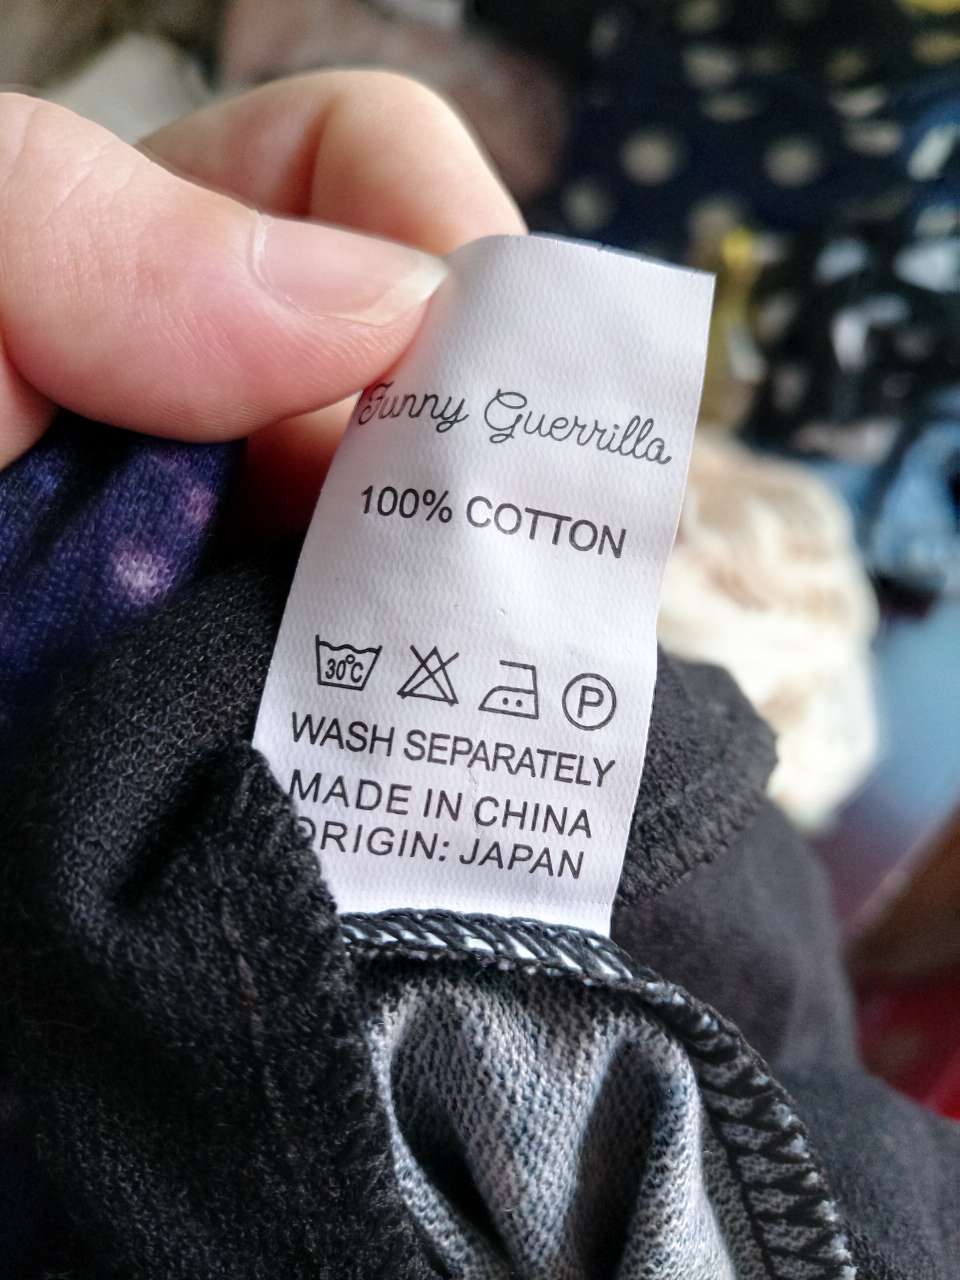 Funny Guerrilla
100% COTTON
30°C P
WASH SEPARATELY
MADE IN CHINA
ORIGIN: JAPAN